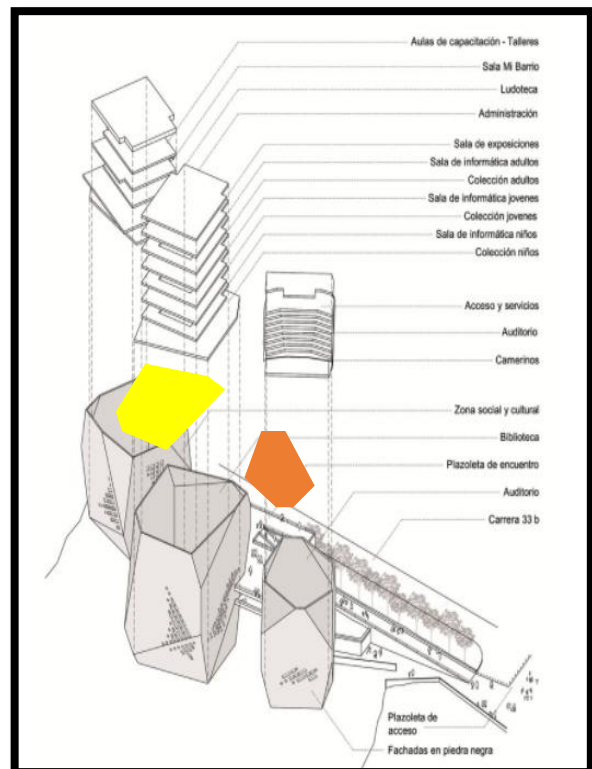 Aulas de capacitación - Talleres
Sala Mi Barrio
Ludoteca
Administración
Sala de exposiciones
Sala de informática adultos
Colección adultos
Sala de informática jovenes
Colección jovenes
Sala de informática niños
Colección niños
Acceso y servicios
Auditorio
Camerinos
Zona social y cultural
Biblioteca
Plazoleta de encuentro
Auditorio
Carrera 33 b
Plazoleta de
acceso
Fachadas en piedra negra